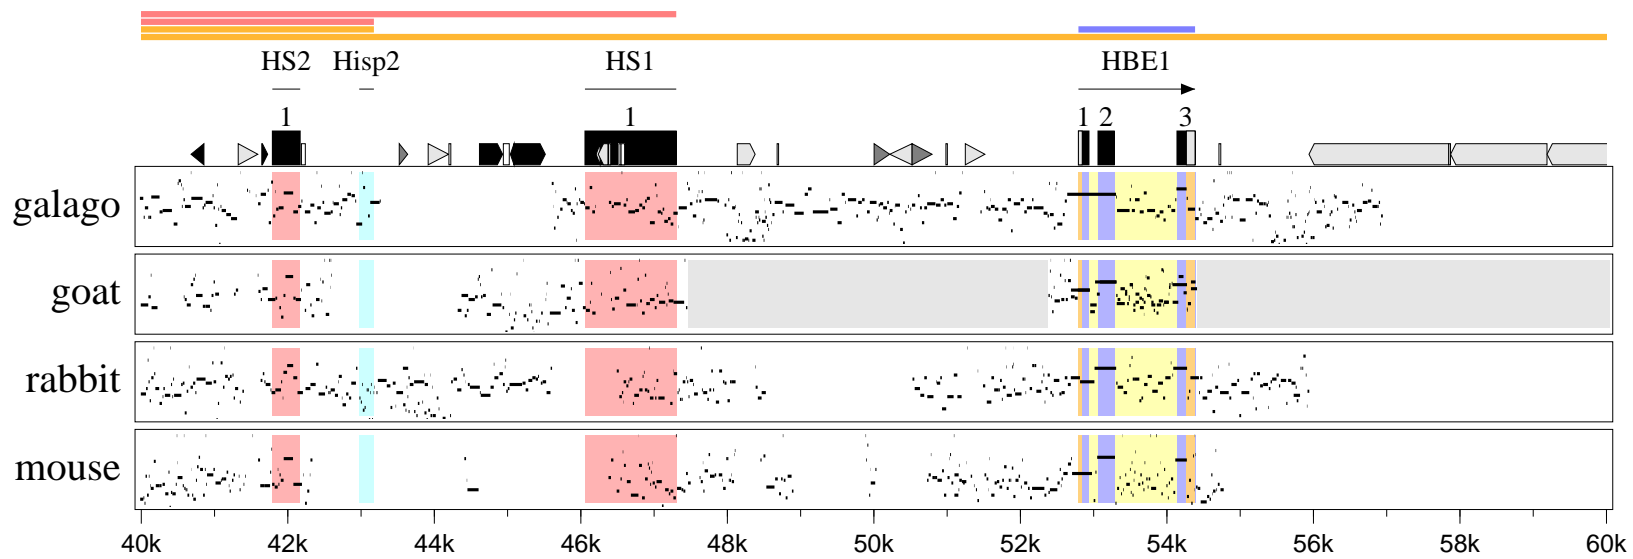 HS2 Hisp2 HS1 HBE1
1 1 1 2 3
galago
goat
rabbit
mouse
40k 42k 44k 46k 48k 50k 52k 54k 56k 58k 60k